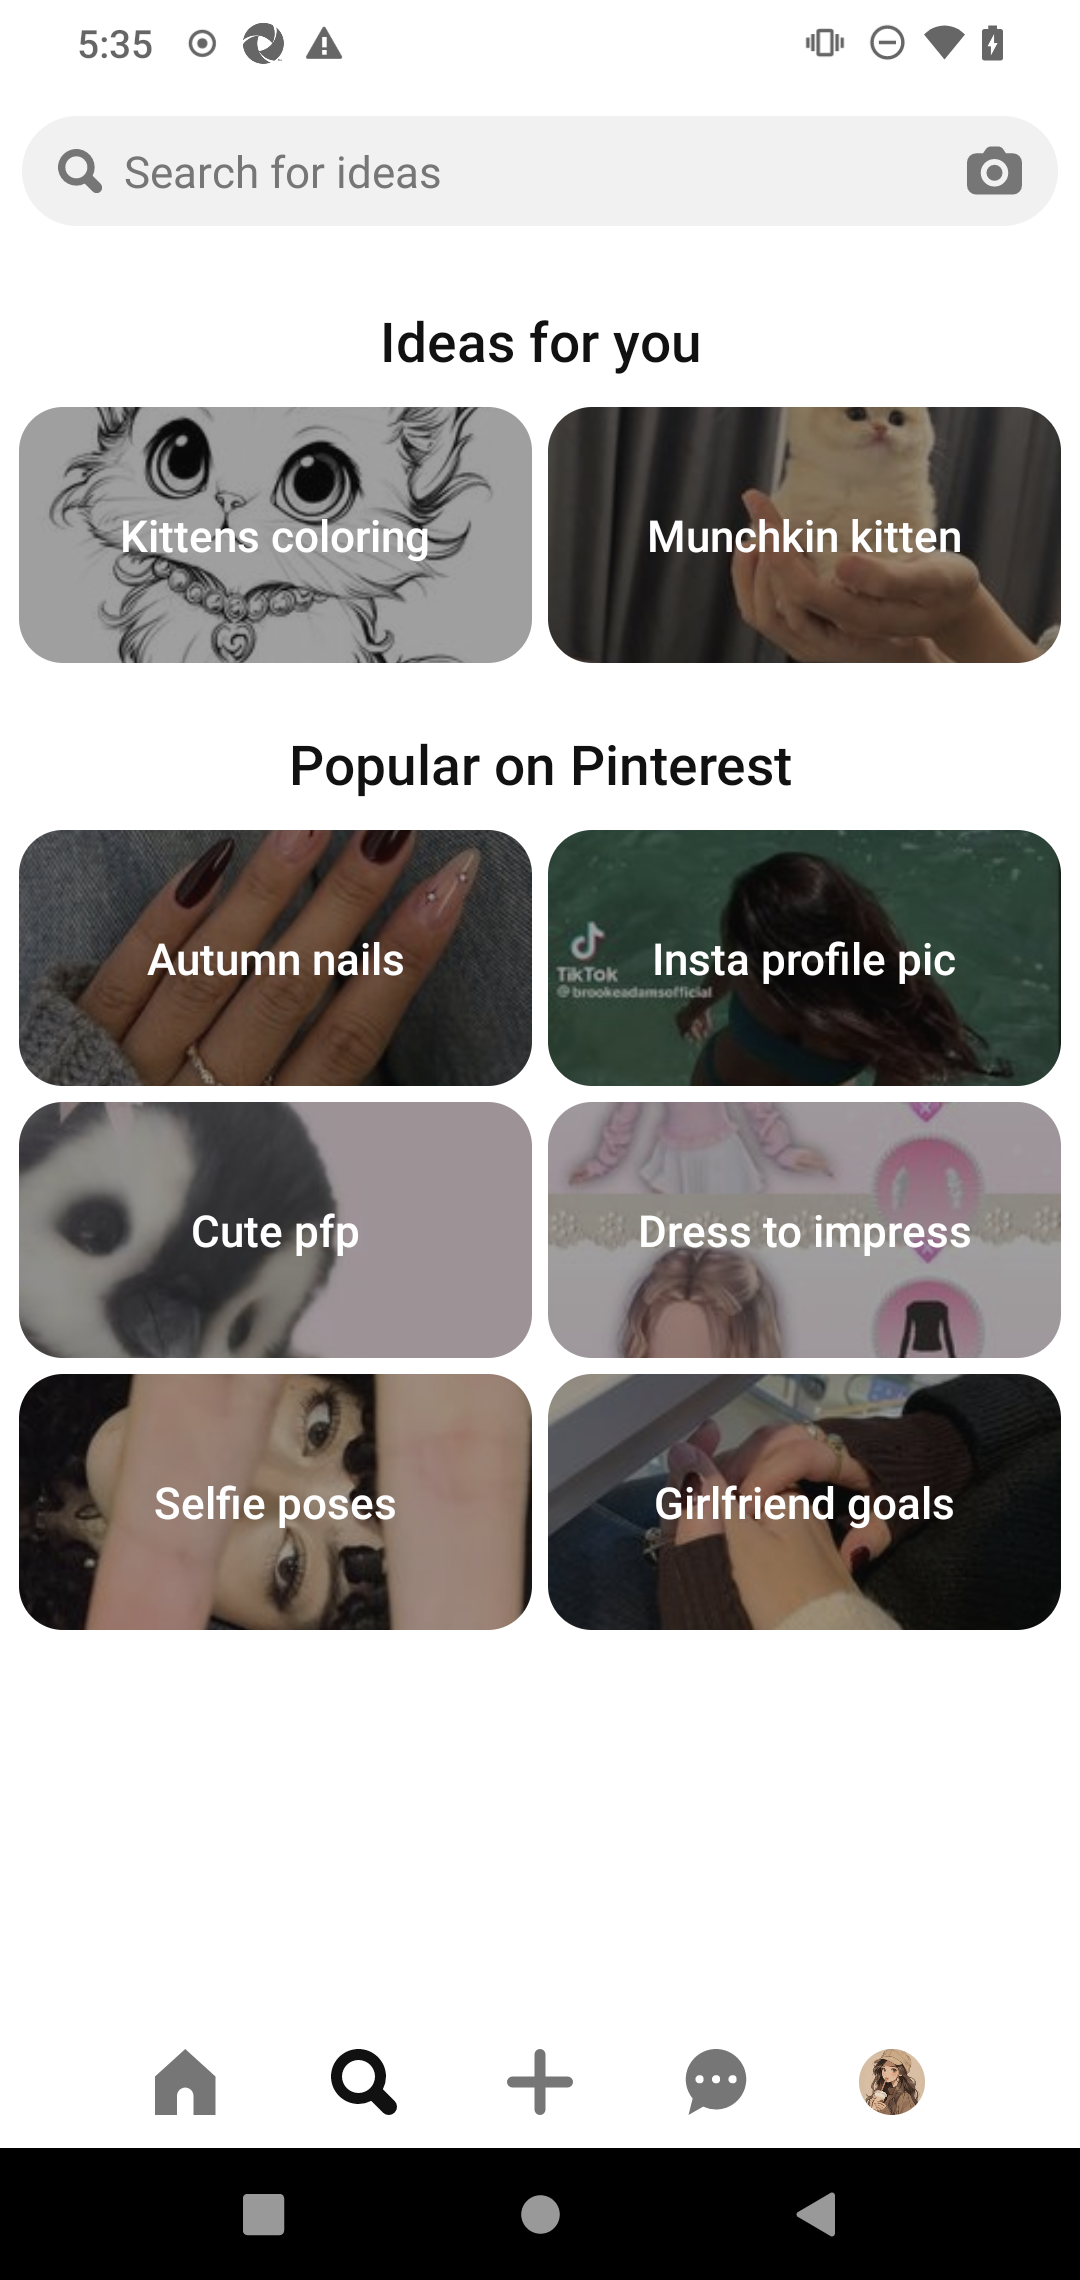 5:35
Search for ideas
Ideas for you
Kittens coloring
Munchkin kitten
Popular on Pinterest
Autumn nails
Insta profile pic
TikTok
@brookeadamsofficial
Cute pfp
Dress to impress
Selfie poses
Girlfriend goals